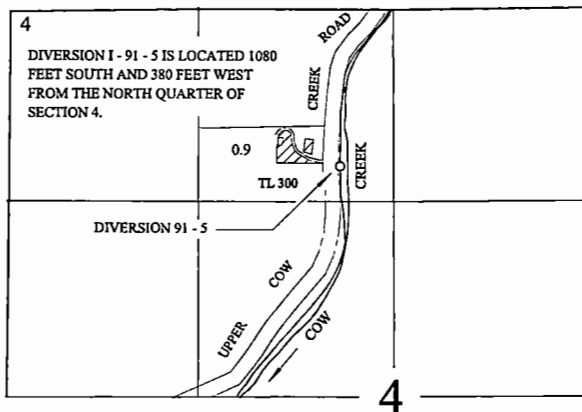 4
DIVERSION I - 91 - 5 IS LOCATED 1080
FEET SOUTH AND 380 FEET WEST
FROM THE NORTH QUARTER OF
SECTION 4.
ROAD
CREEK
0.9
CREEK
TL 300
DIVERSION 91 - 5
COW
UPPER
COW
4